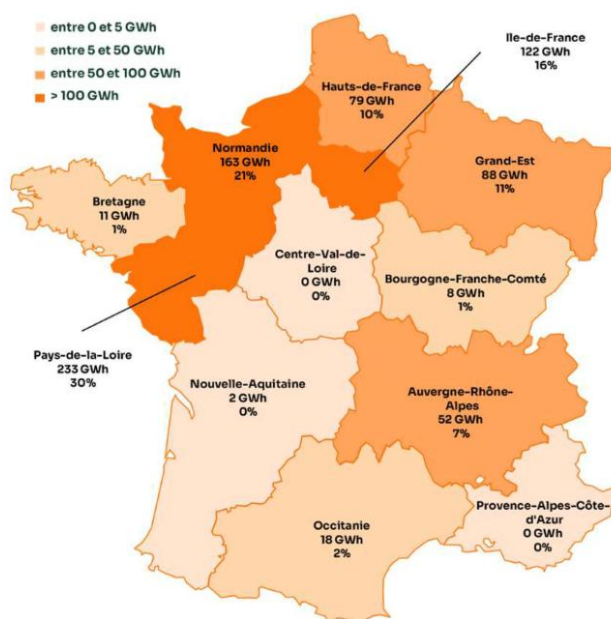 entre 0 et 5 GWh
entre 5 et 50 GWh
entre 50 et 100 GWh
> 100 GWh
Ile-de-France
122 GWh
16%
Hauts-de-France
79 GWh
10%
Normandie
163 GWh
21%
Grand-Est
88 GWh
11%
Bretagne
11 GWh
1%
Centre-Val-de-
Loire
0 GWh
0%
Bourgogne-Franche-Comté
8 GWh
1%
Pays-de-la-Loire
233 GWh
30%
Nouvelle-Aquitaine
2 GWh
0%
Auvergne-Rhône-
Alpes
52 GWh
7%
Provence-Alpes-Côte-
d'Azur
0 GWh
0%
Occitanie
18 GWh
2%